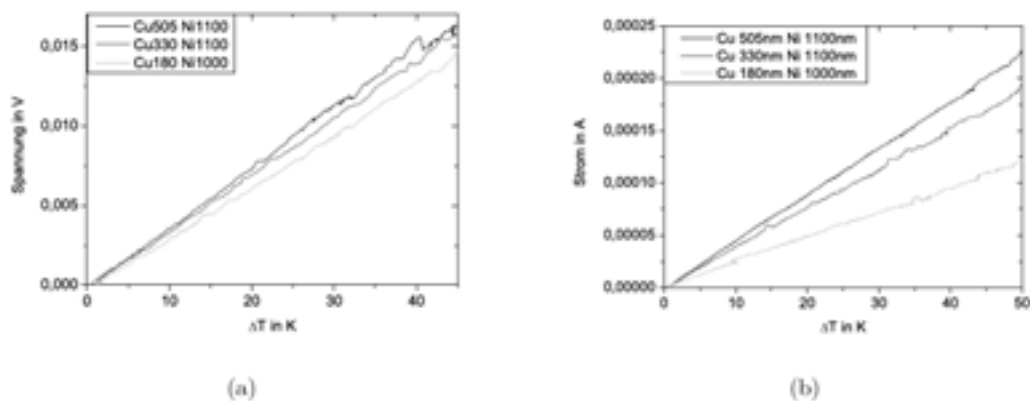 Cu505 Ni1100
Cu330 Ni1100
Cu180 Ni1000
0,015
0,010
0,005
0,000
Spannung in V
0 10 20 30 40
ΔT in K
(a)
Cu 505nm Ni 1100nm
Cu 330nm Ni 1100nm
Cu 180nm Ni 1000nm
0,00025
0,00020
0,00015
0,00010
0,00005
0,00000
Strom in A
0 10 20 30 40 50
ΔT in K
(b)